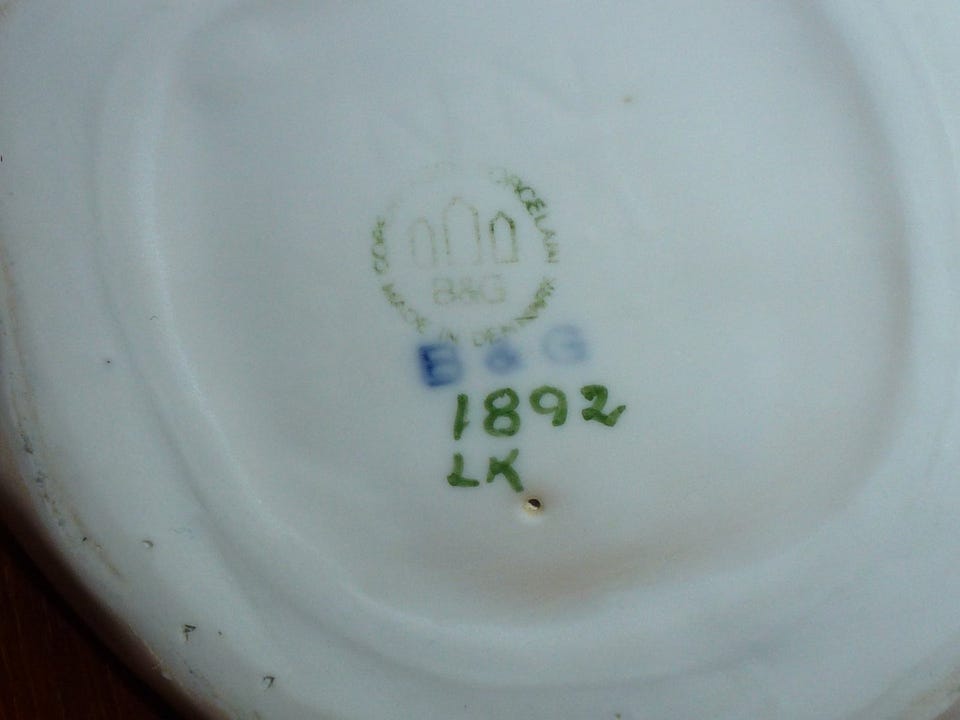 PORCELAIN
B&G
MADE IN DENMARK
B & G
1892
LK